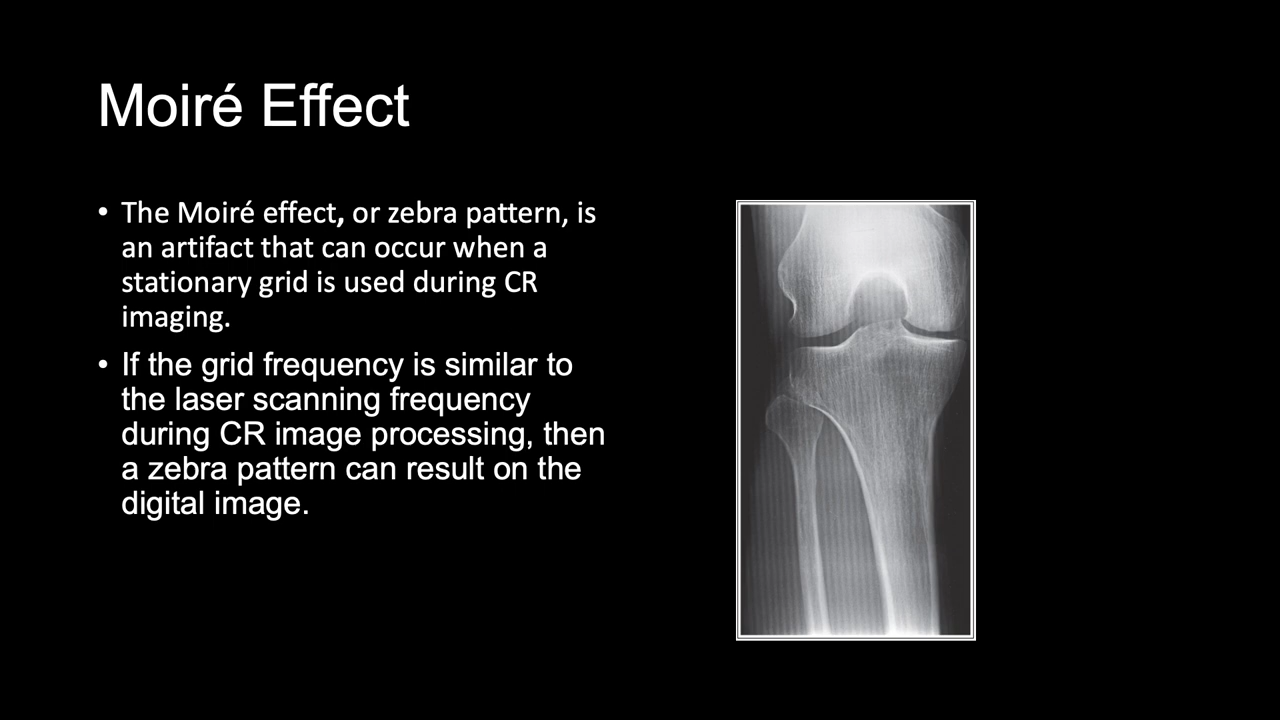 Moiré Effect
• The Moiré effect, or zebra pattern, is
an artifact that can occur when a
stationary grid is used during CR
imaging.
• If the grid frequency is similar to
the laser scanning frequency
during CR image processing, then
a zebra pattern can result on the
digital image.